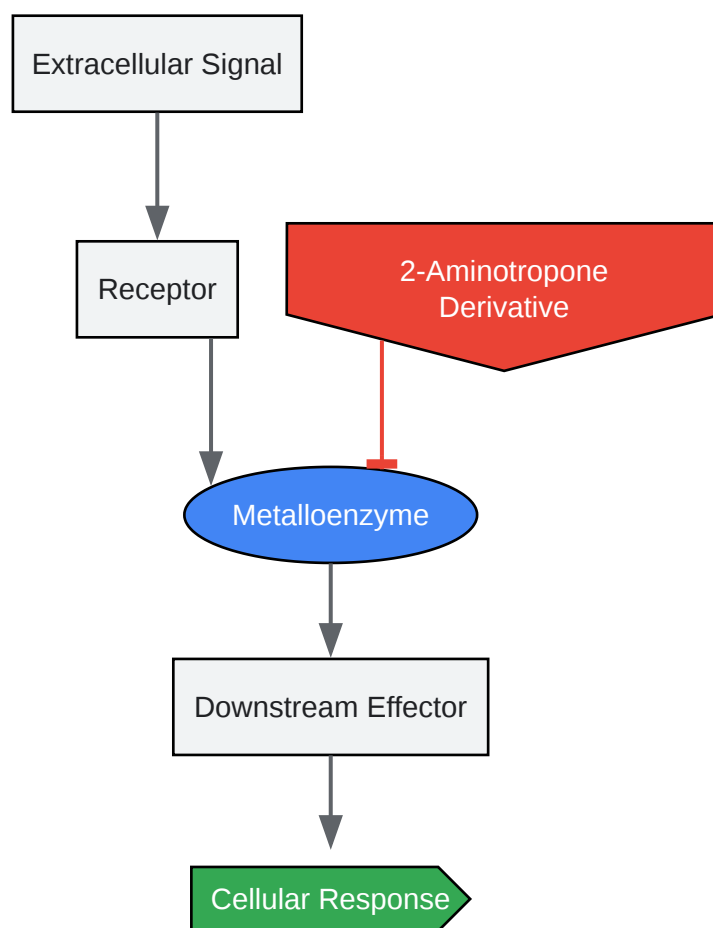 Extracellular Signal
Receptor
2-Aminotropone
Derivative
Metalloenzyme
Downstream Effector
Cellular Response